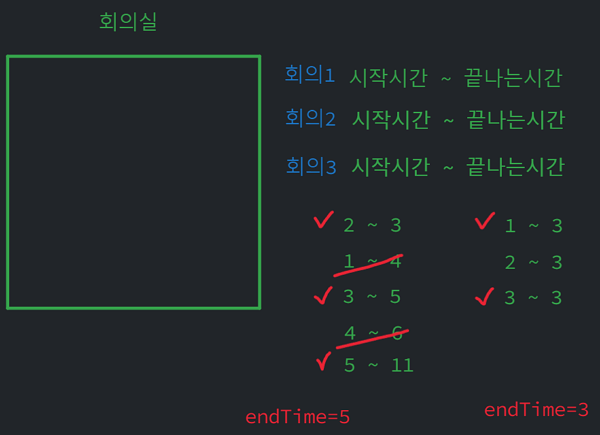 회의실
회의1 시작시간 ~ 끝나는시간
회의2 시작시간 ~ 끝나는시간
회의3 시작시간 ~ 끝나는시간
2 ~ 3
1 ~ 4
3 ~ 5
4 ~ 6
5 ~ 11
endTime=5
1 ~ 3
2 ~ 3
3 ~ 3
endTime=3